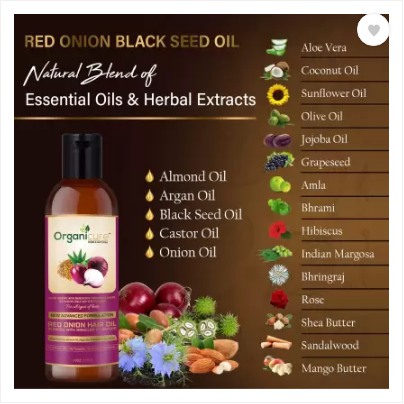 RED ONION BLACK SEED OIL
Natural Blend of
Essential Oils & Herbal Extracts
Almond Oil
Argan Oil
Black Seed Oil
Castor Oil
Onion Oil
Aloe Vera
Coconut Oil
Sunflower Oil
Olive Oil
Jojoba Oil
Grapeseed
Amla
Bhrami
Hibiscus
Indian Margosa
Bhringraj
Rose
Shea Butter
Sandalwood
Mango Butter
Organicure
RED ONION HAIR OIL